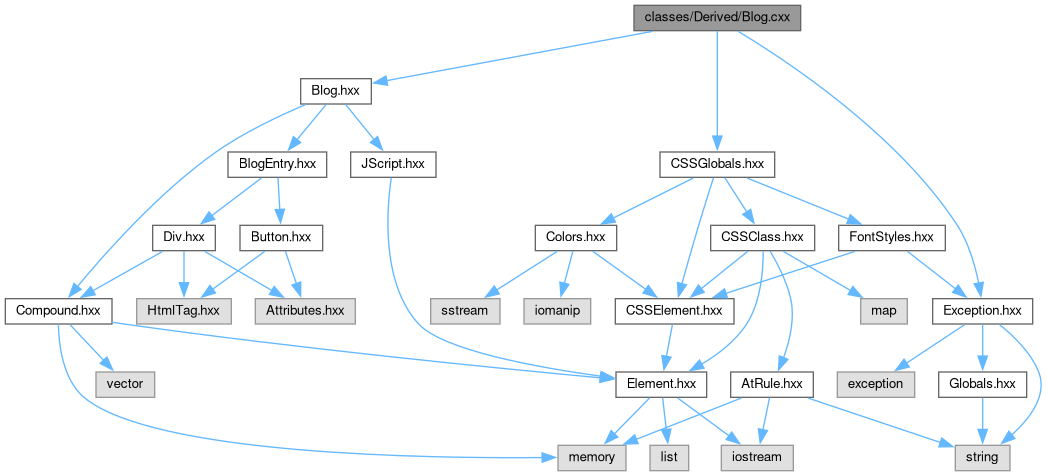 classes/Derived/Blog.cxx
Blog.hxx
BlogEntry.hxx
JScript.hxx
CSSGlobals.hxx
Div.hxx
Button.hxx
Colors.hxx
CSSClass.hxx
FontStyles.hxx
Compound.hxx
HtmlTag.hxx
Attributes.hxx
sstream
iomanip
CSSElement.hxx
map
Exception.hxx
vector
Element.hxx
AtRule.hxx
exception
Globals.hxx
memory
list
iostream
string